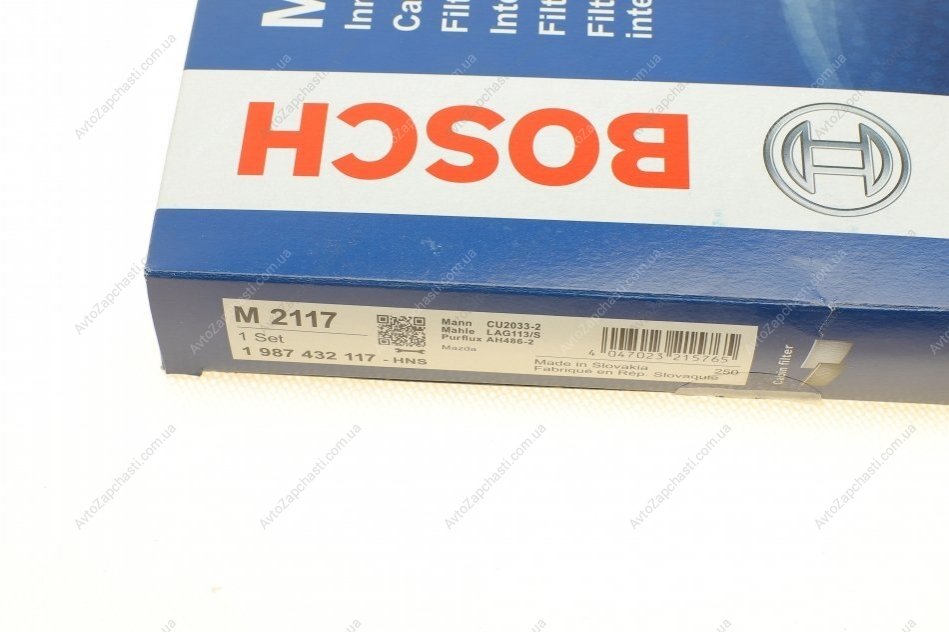 M
BOSCH
M 2117
1 Set
1 987 432 117 - HNS
Mann CU2033-2
Mahle LAG113/S
Purflux AH486-2
Mazda
4 047023 215765
Made in Slovakia
Fabriqué en Rép. Slovaquie
250
Cabin filter
AvtoZapchasti.com.ua